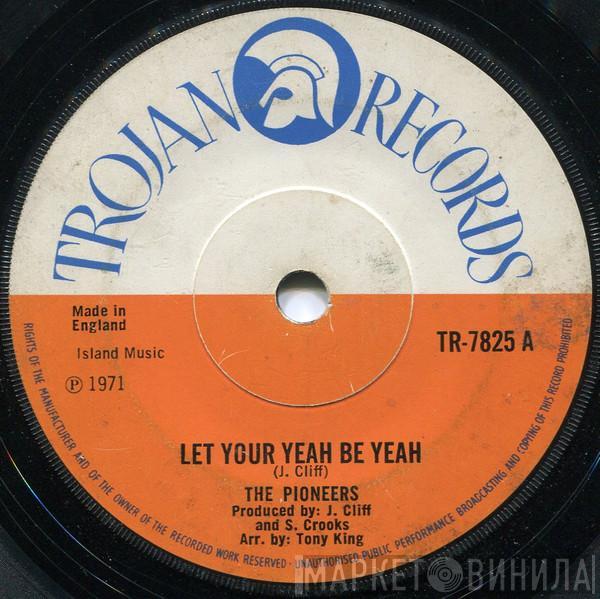 TROJAN RECORDS
Made in
England
Island Music
℗ 1971
TR-7825 A
LET YOUR YEAH BE YEAH
(J. Cliff)
THE PIONEERS
Produced by: J. Cliff
and S. Crooks
Arr. by: Tony King
RIGHTS OF THE MANUFACTURER AND OF THE OWNER OF THE RECORDED WORK RESERVED - UNAUTHORISED PUBLIC PERFORMANCE BROADCASTING AND COPYING OF THIS RECORD PROHIBITED
МАРКЕТ ВИНИЛА